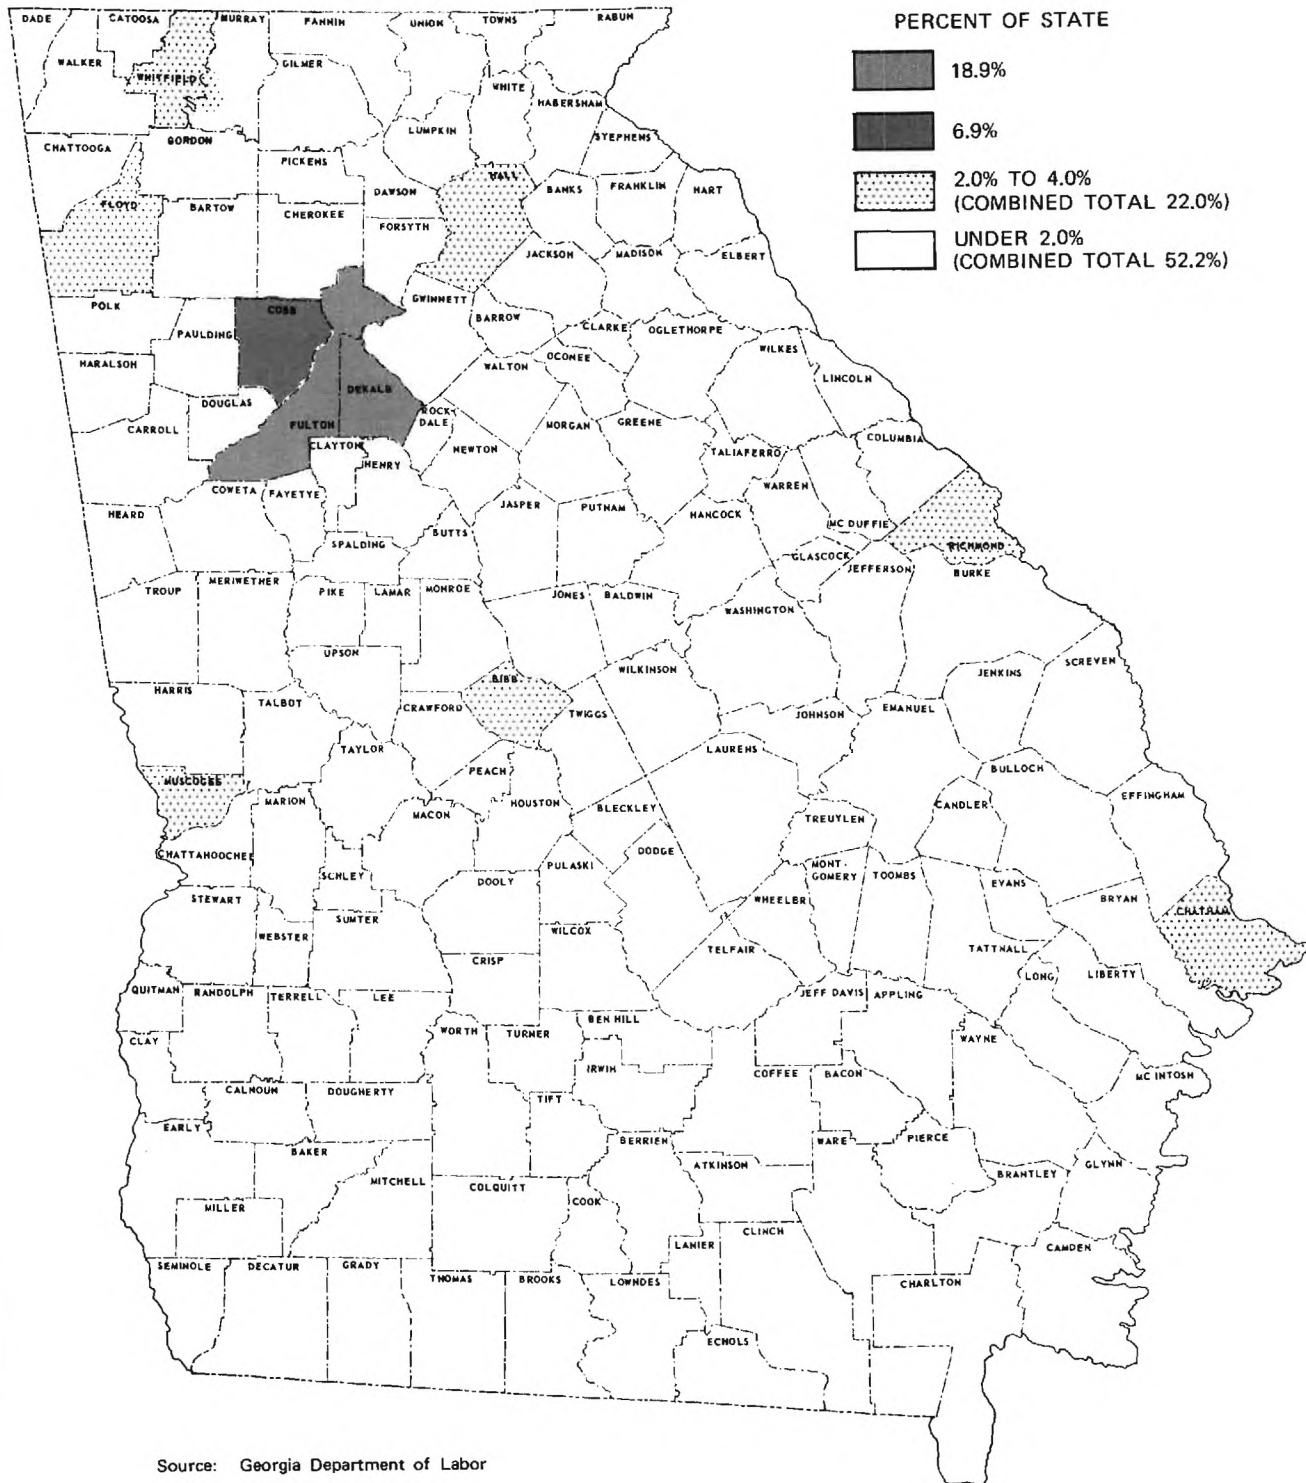 PERCENT OF STATE
18.9%
6.9%
2.0% TO 4.0%
(COMBINED TOTAL 22.0%)
UNDER 2.0%
(COMBINED TOTAL 52.2%)
DADE
CATOOSA
MURRAY
FANNIN
UNION
TOWNS
RABUN
WALKER
WHITFIELD
GILMER
WHITE
HABERSHAM
LUMPKIN
STEPHENS
CHATTOOGA
GORDON
PICKENS
DAWSON
HALL
BANKS
FRANKLIN
HART
FLOYD
BARTOW
CHEROKEE
FORSYTH
JACKSON
MADISON
ELBERT
POLK
PAULDING
COBB
GWINNETT
BARROW
CLARKE
OGLETHORPE
HARALSON
WALTON
OCONEE
WILKES
LINCOLN
DOUGLAS
DEKALB
CARROLL
FULTON
ROCK-
DALE
CLAYTON
HENRY
NEWTON
MORGAN
GREENE
TALIAFERRO
COLUMBIA
COWETA
FAYETYE
WARREN
HEARD
SPALDING
BUTTS
JASPER
PUTNAM
HANCOCK
MC DUFFIE
RICHMOND
GLASCOCK
JEFFERSON
BURKE
TROUP
MERIWETHER
PIKE
LAMAR
MONROE
JONES
BALDWIN
WASHINGTON
UPSON
WILKINSON
JENKINS
SCREVEN
HARRIS
TALBOT
CRAWFORD
BIBB
TWIGGS
JOHNSON
EMANUEL
TAYLOR
LAURENS
MUSCOGEE
PEACH
BULLOCH
MARION
MACON
HOUSTON
BLECKLEY
TREUYLEN
CANDLER
EFFINGHAM
CHATTAHOOCHEE
SCHLEY
DOOLY
PULASKI
DODGE
MONT-
GOMERY
TOOMBS
EVANS
STEWART
SUMTER
WHEELER
BRYAN
CHATHAM
WEBSTER
WILCOX
TELFAIR
TATTNALL
CRISP
LONG
LIBERTY
QUITMAN
RANDOLPH
TERRELL
LEE
JEFF DAVIS
APPLING
CLAY
WORTH
TURNER
BEN HILL
WAYNE
IRWIN
COFFEE
BACON
MC INTOSH
CALHOUN
DOUGHERTY
TIFT
EARLY
BAKER
BERRIEN
WARE
PIERCE
MITCHELL
COLQUITT
ATKINSON
BRANTLEY
GLYNN
MILLER
COOK
CLINCH
LANIER
CAMDEN
SEMINOLE
DECATUR
GRADY
THOMAS
BROOKS
LOWNDES
CHARLTON
ECHOLS
Source: Georgia Department of Labor